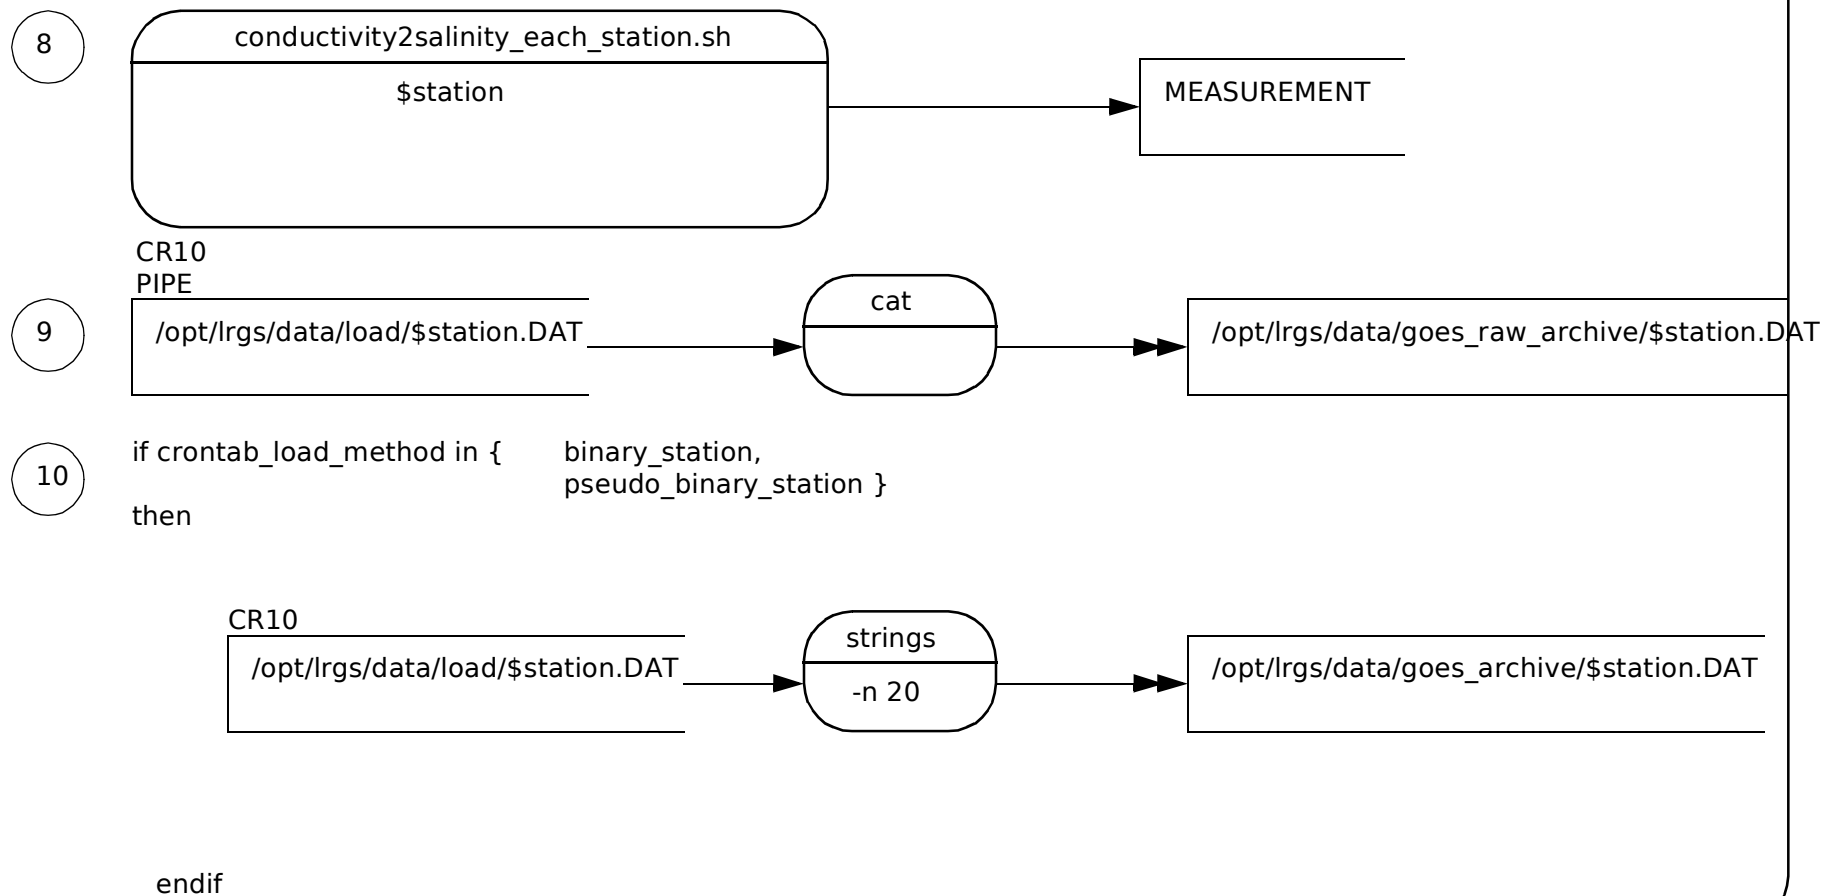 8
conductivity2salinity_each_station.sh
$station
MEASUREMENT
CR10
PIPE
9
/opt/lrgs/data/load/$station.DAT
cat
/opt/lrgs/data/goes_raw_archive/$station.DAT
10
if crontab_load_method in { binary_station,
pseudo_binary_station }
then
CR10
/opt/lrgs/data/load/$station.DAT
strings
-n 20
/opt/lrgs/data/goes_archive/$station.DAT
endif